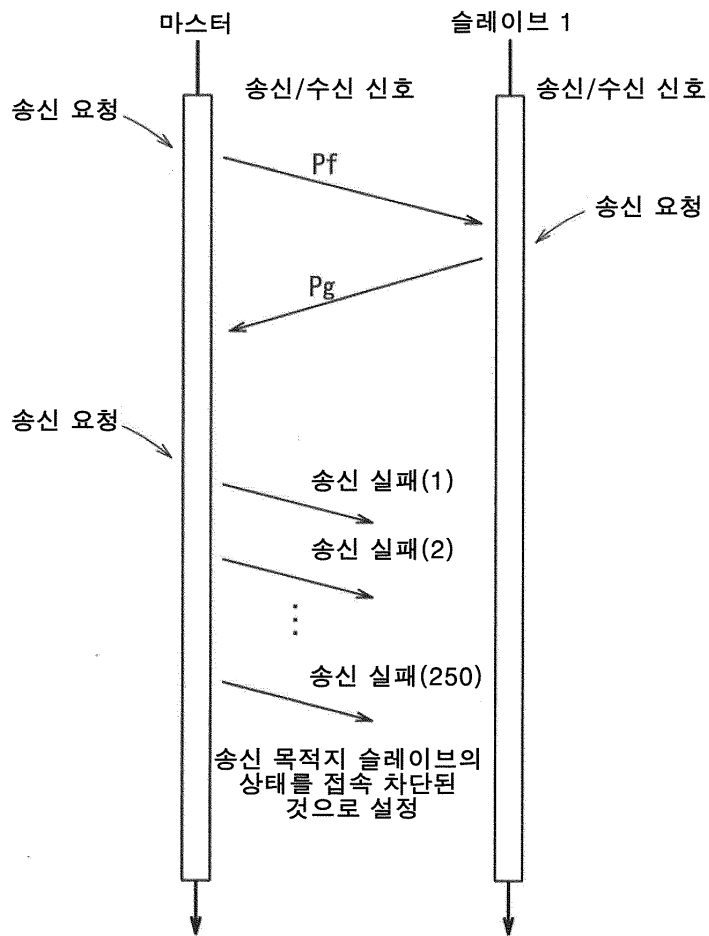 마스터
슬레이브 1
송신/수신 신호
송신/수신 신호
송신 요청
Pf
송신 요청
Pg
송신 요청
송신 실패(1)
송신 실패(2)
송신 실패(250)
송신 목적지 슬레이브의
상태를 접속 차단된
것으로 설정